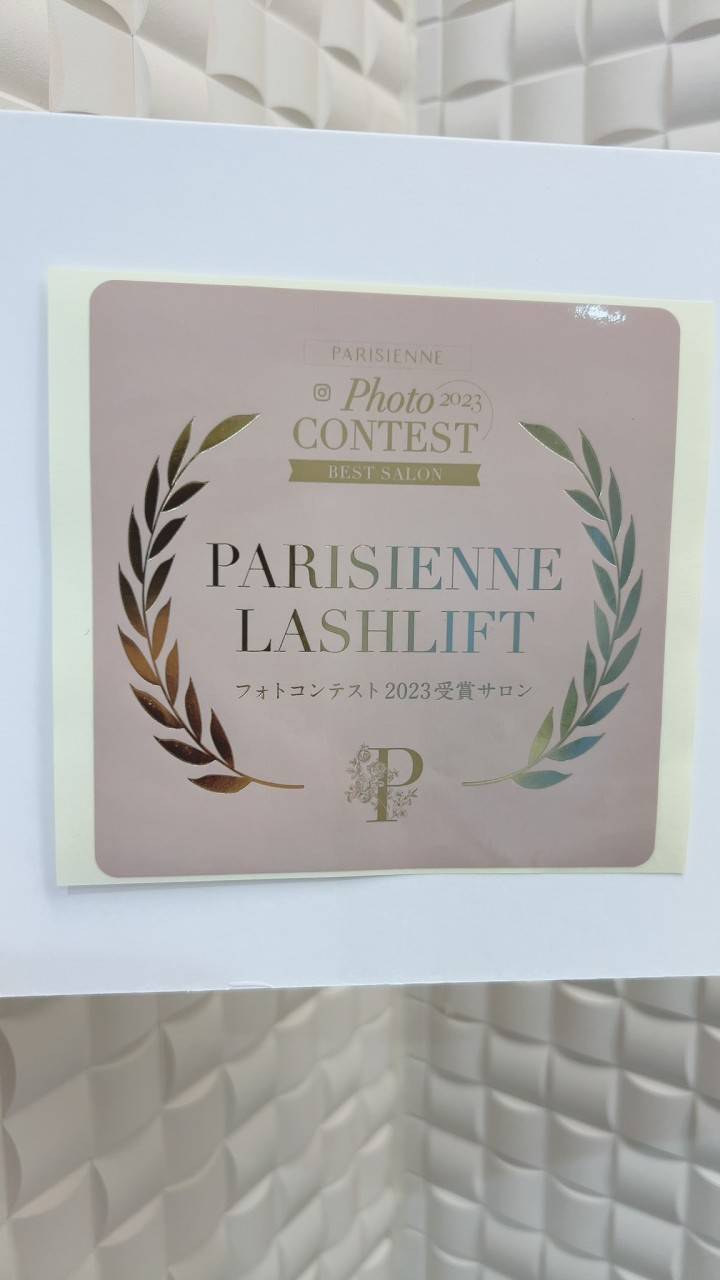 PARISIENNE
Photo 2023
CONTEST
BEST SALON
PARISIENNE
LASHLIFT
フォトコンテスト2023受賞サロン
P